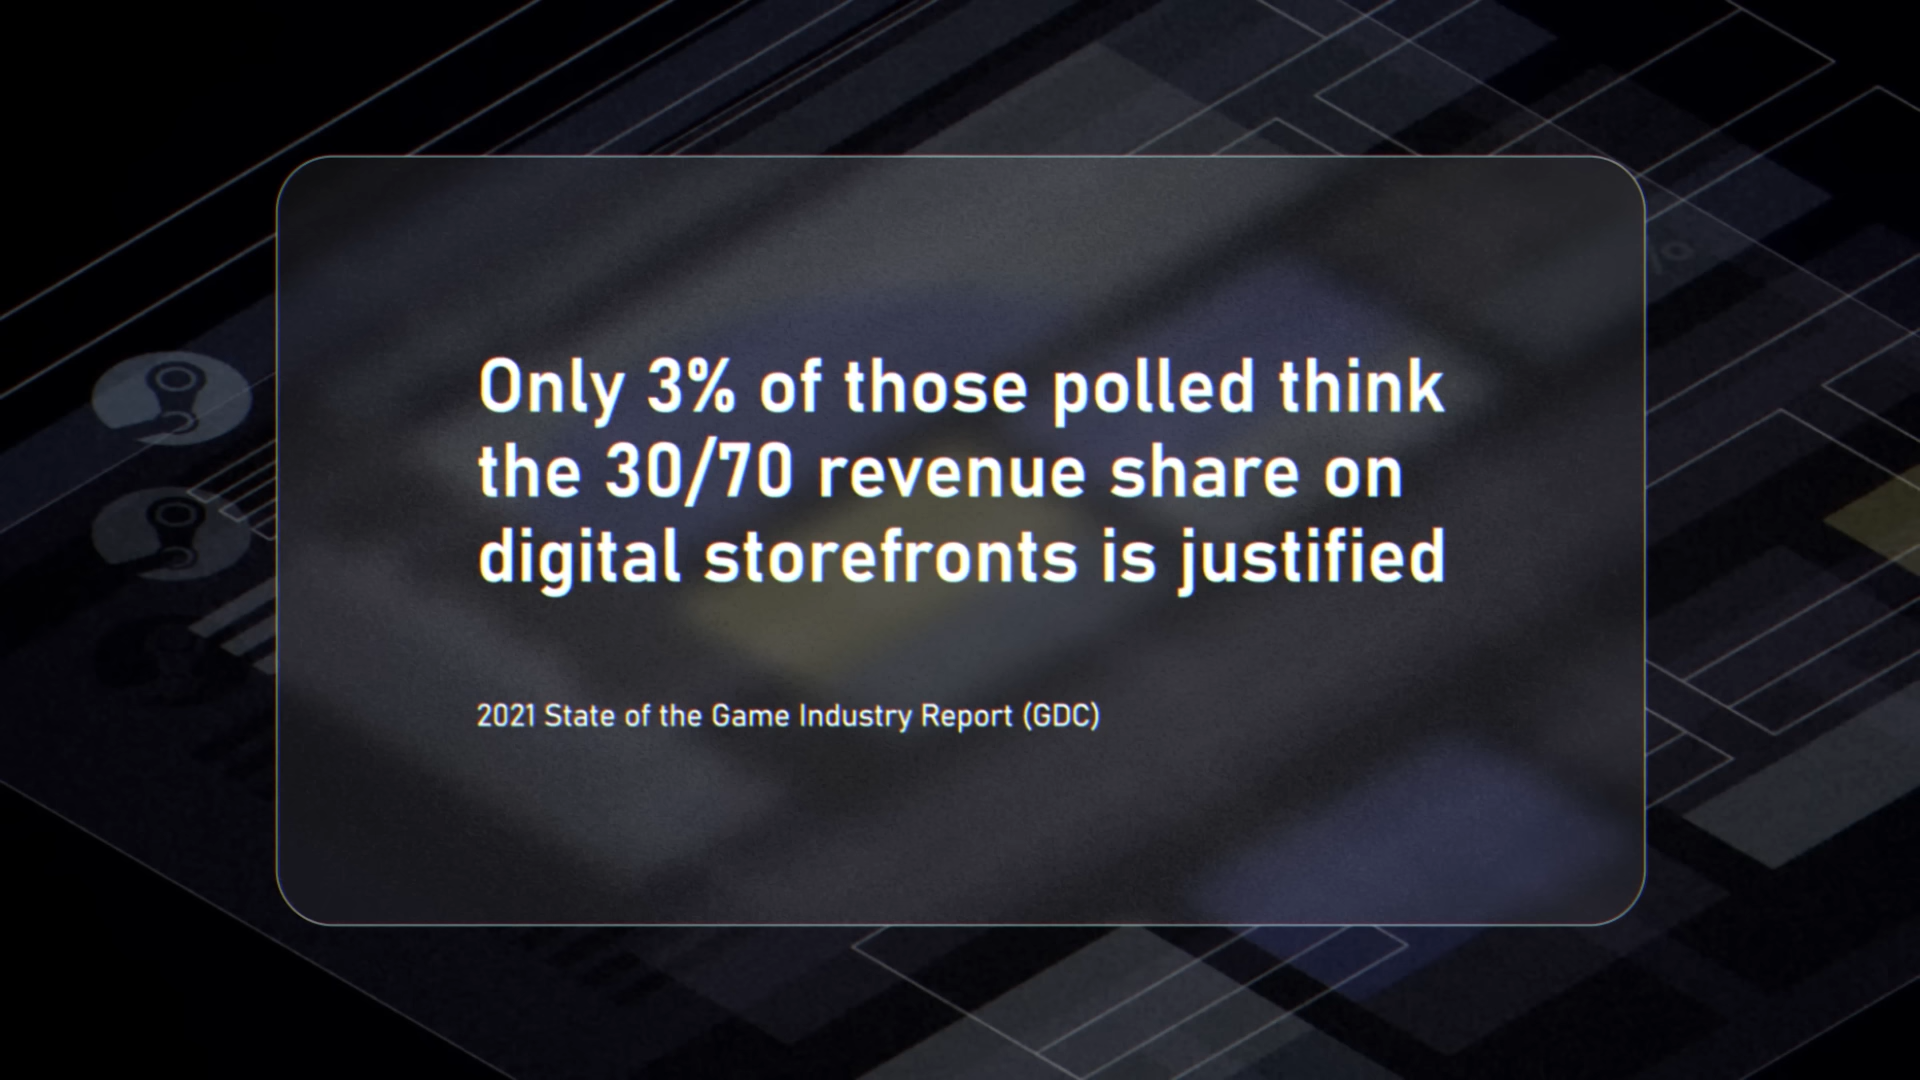 Only 3% of those polled think
the 30/70 revenue share on
digital storefronts is justified
2021 State of the Game Industry Report (GDC)
%